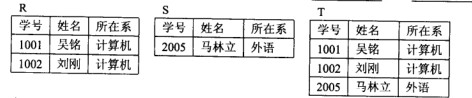 R
学号 姓名 所在系
1001 吴铭 计算机
1002 刘刚 计算机
S
学号 姓名 所在系
2005 马林立 外语
T
学号 姓名 所在系
1001 吴铭 计算机
1002 刘刚 计算机
2005 马林立 外语